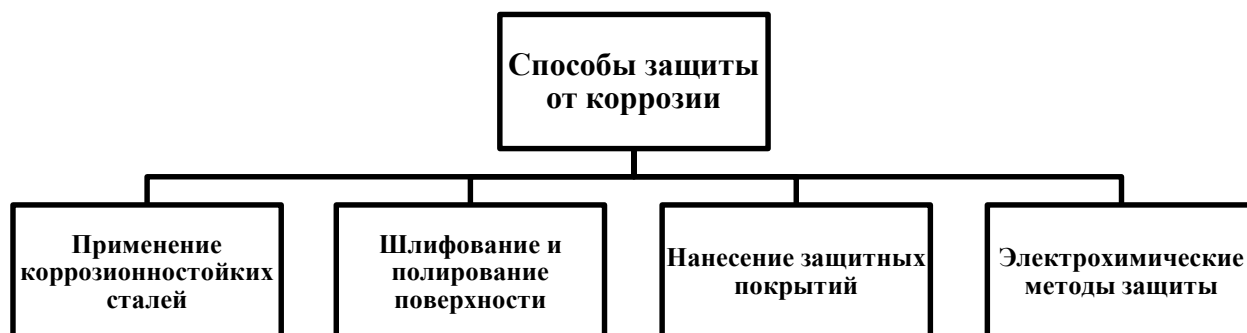 Способы защиты
от коррозии
Применение
коррозионностойких
сталей
Шлифование и
полирование
поверхности
Нанесение защитных
покрытий
Электрохимические
методы защиты